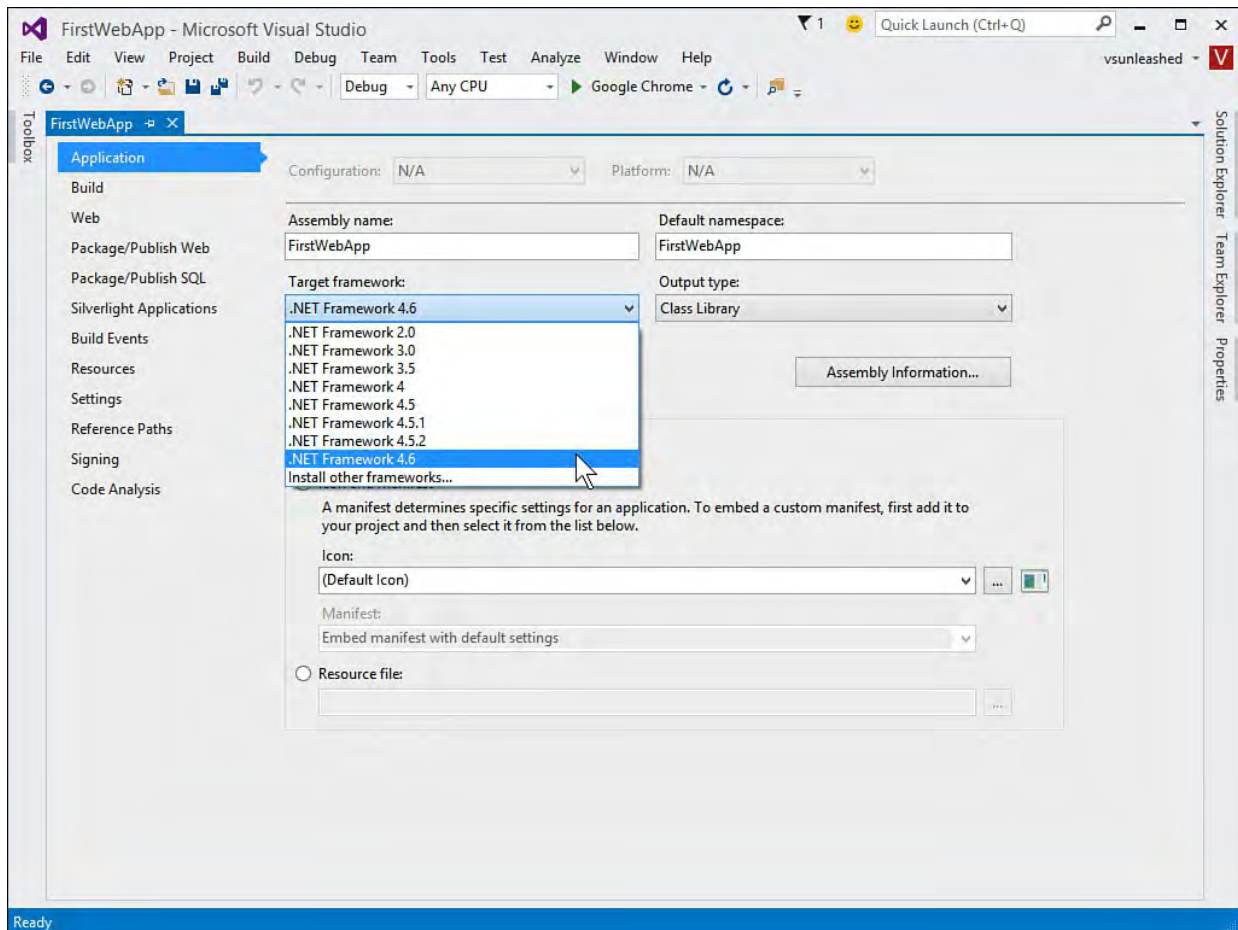 FirstWebApp - Microsoft Visual Studio
1
Quick Launch (Ctrl+Q)
File Edit View Project Build Debug Team Tools Test Analyze Window Help
vsunleashed
V
Debug
Any CPU
Google Chrome
Toolbox
FirstWebApp
Application
Build
Web
Package/Publish Web
Package/Publish SQL
Silverlight Applications
Build Events
Resources
Settings
Reference Paths
Signing
Code Analysis
Configuration: N/A
Platform: N/A
Assembly name:
FirstWebApp
Default namespace:
FirstWebApp
Target framework:
.NET Framework 4.6
Output type:
Class Library
.NET Framework 2.0
.NET Framework 3.0
.NET Framework 3.5
.NET Framework 4
.NET Framework 4.5
.NET Framework 4.5.1
.NET Framework 4.5.2
.NET Framework 4.6
Install other frameworks...
Assembly Information...
A manifest determines specific settings for an application. To embed a custom manifest, first add it to
your project and then select it from the list below.
Icon:
(Default Icon)
...
Manifest:
Embed manifest with default settings
Resource file:
...
Solution Explorer
Team Explorer
Properties
Ready